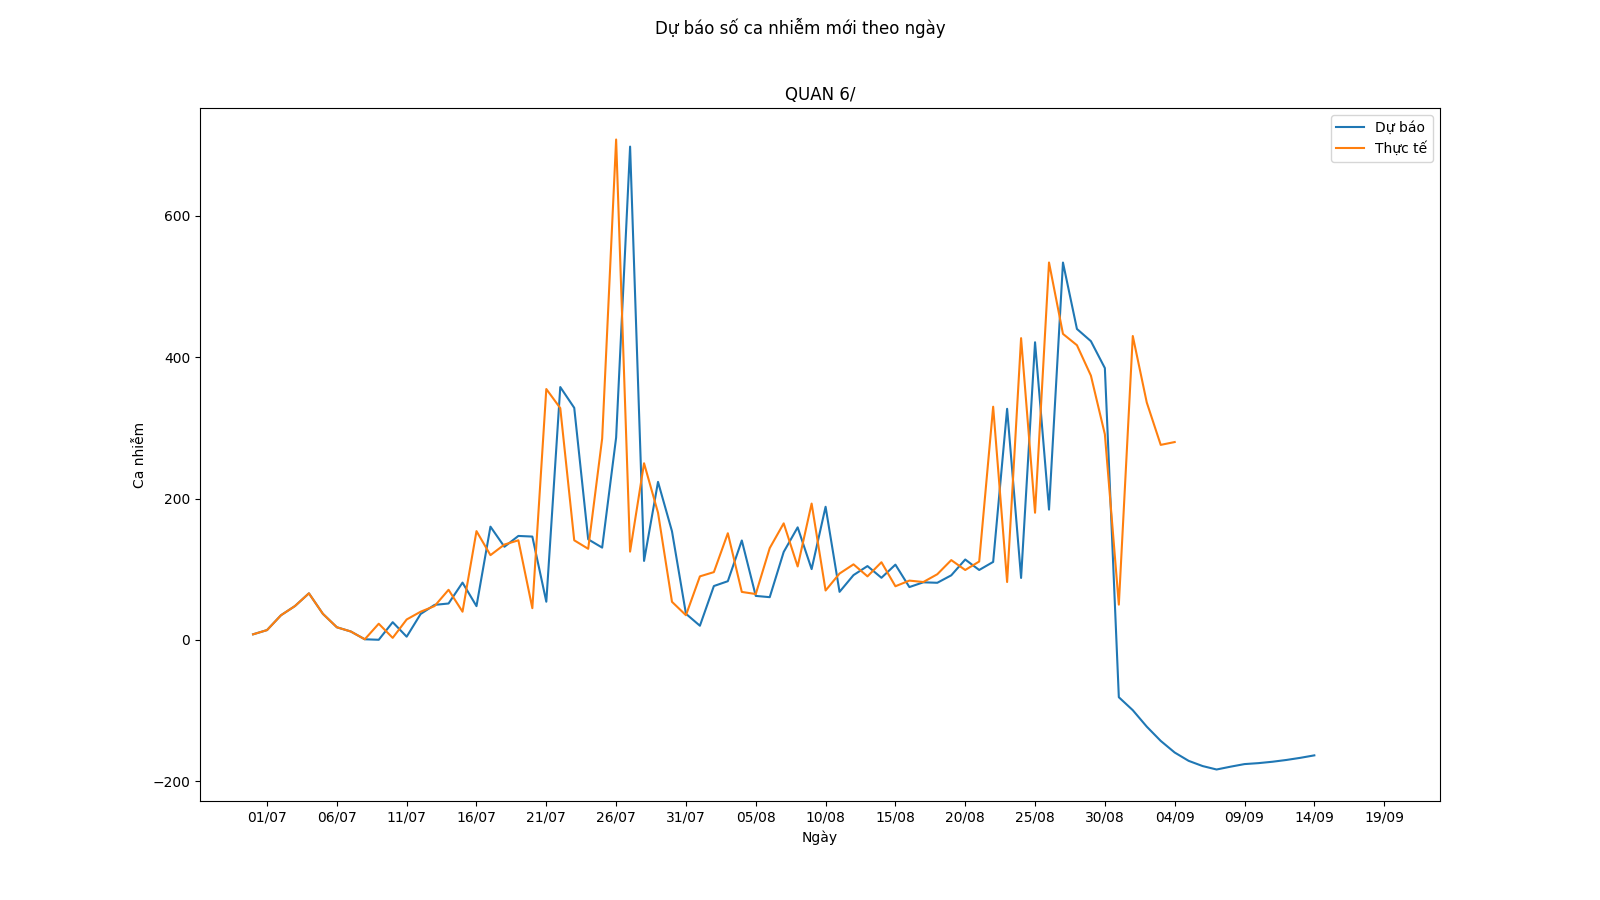 Dự báo số ca nhiễm mới theo ngày
QUAN 6/
Dự báo
Thực tế
600
400
200
0
−200
Ca nhiễm
01/07 06/07 11/07 16/07 21/07 26/07 31/07 05/08 10/08 15/08 20/08 25/08 30/08 04/09 09/09 14/09 19/09
Ngày